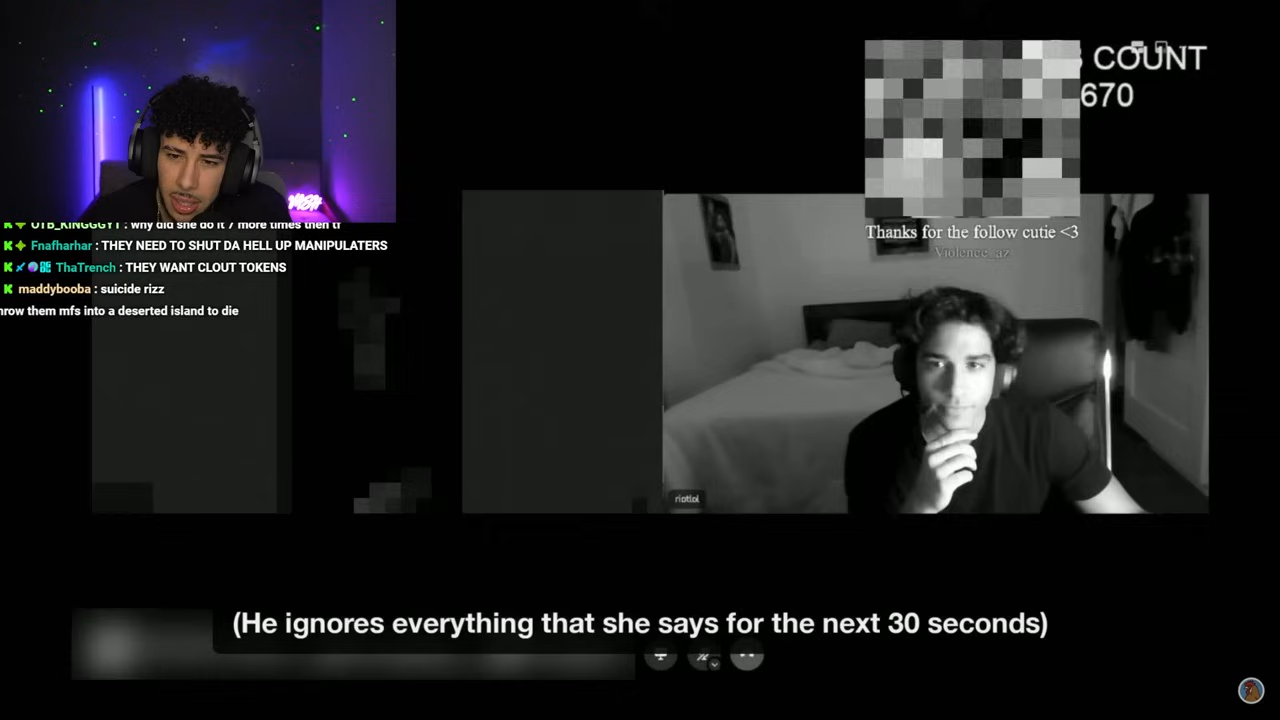 COUNT
670
why did she do it 7 more times then tf
Fnafharhar : THEY NEED TO SHUT DA HELL UP MANIPULATERS
ThaTrench : THEY WANT CLOUT TOKENS
maddybooba : suicide rizz
hrow them mfs into a deserted island to die
Thanks for the follow cutie <3
Violence_az
riotlol
(He ignores everything that she says for the next 30 seconds)